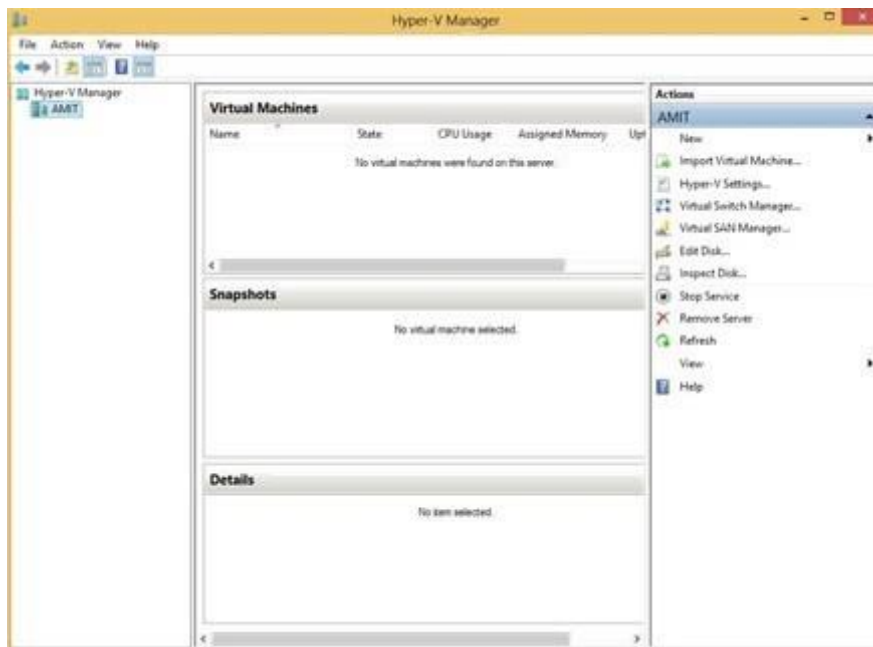 Hyper-V Manager
File Action View Help
Hyper-V Manager
AMIT
Virtual Machines
Name State CPU Usage Assigned Memory Upt
No virtual machines were found on this server.
Snapshots
No virtual machine selected.
Details
No item selected.
Actions
AMIT
New
Import Virtual Machine...
Hyper-V Settings...
Virtual Switch Manager...
Virtual SAN Manager...
Edit Disk...
Inspect Disk...
Stop Service
Remove Server
Refresh
View
Help